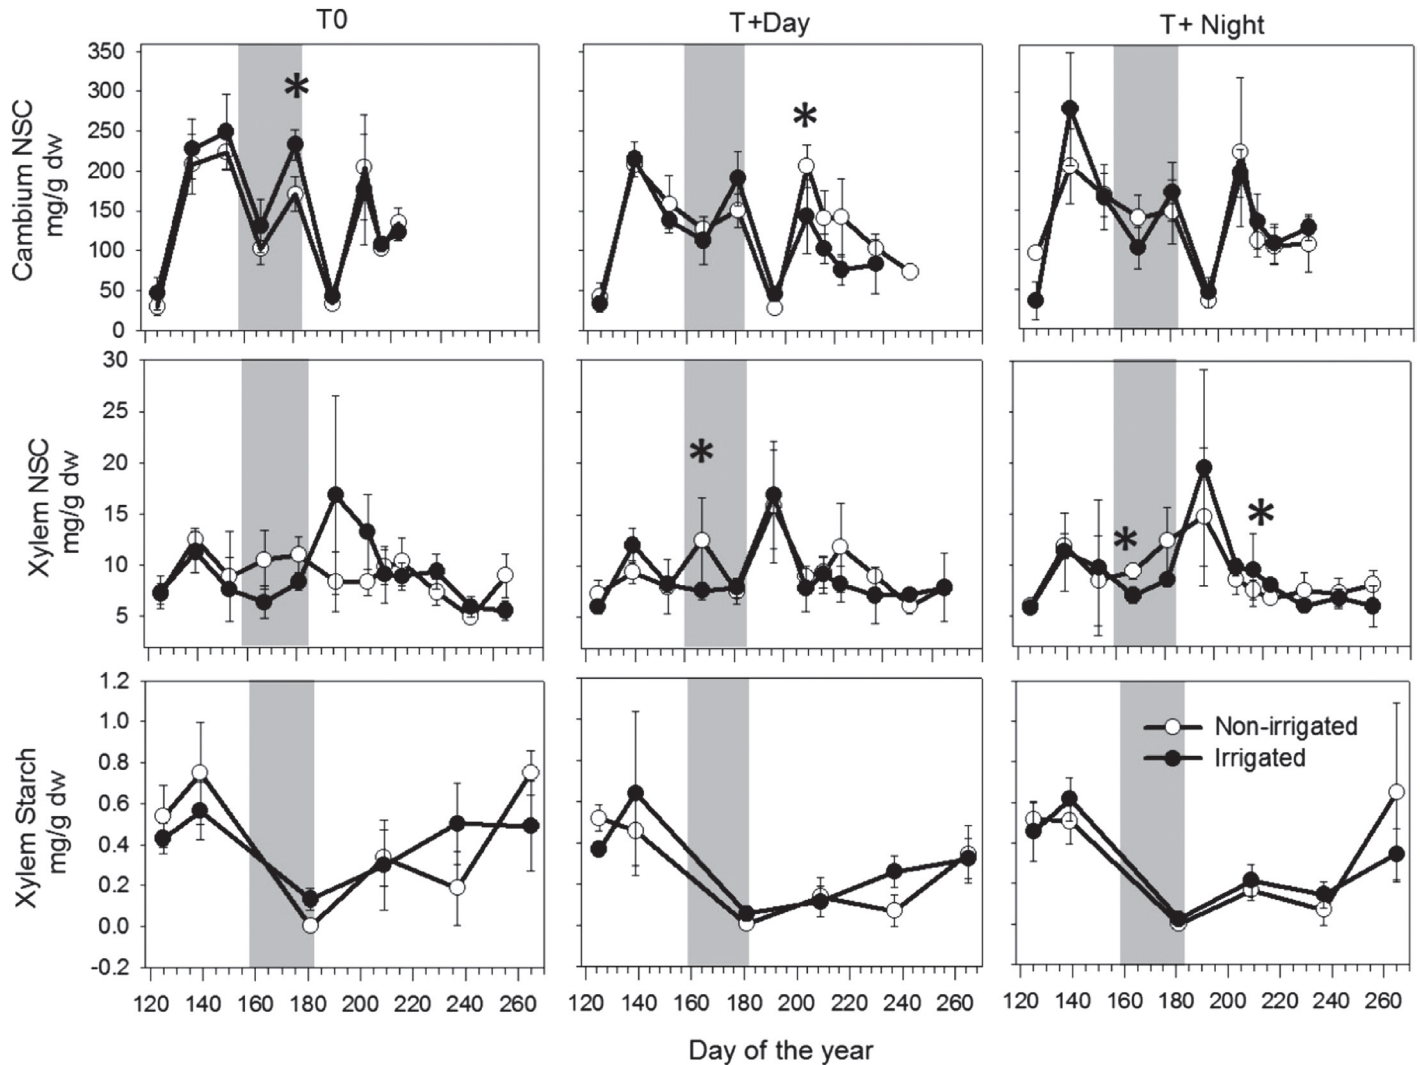 T0 T+Day T+ Night
Cambium NSC
mg/g dw
350
300
250
200
150
100
50
0
*
*
Xylem NSC
mg/g dw
30
25
20
15
10
5
*
*
*
Xylem Starch
mg/g dw
1.2
1.0
0.8
0.6
0.4
0.2
0.0
-0.2
Non-irrigated
Irrigated
120 140 160 180 200 220 240 260 120 140 160 180 200 220 240 260 120 140 160 180 200 220 240 260
Day of the year